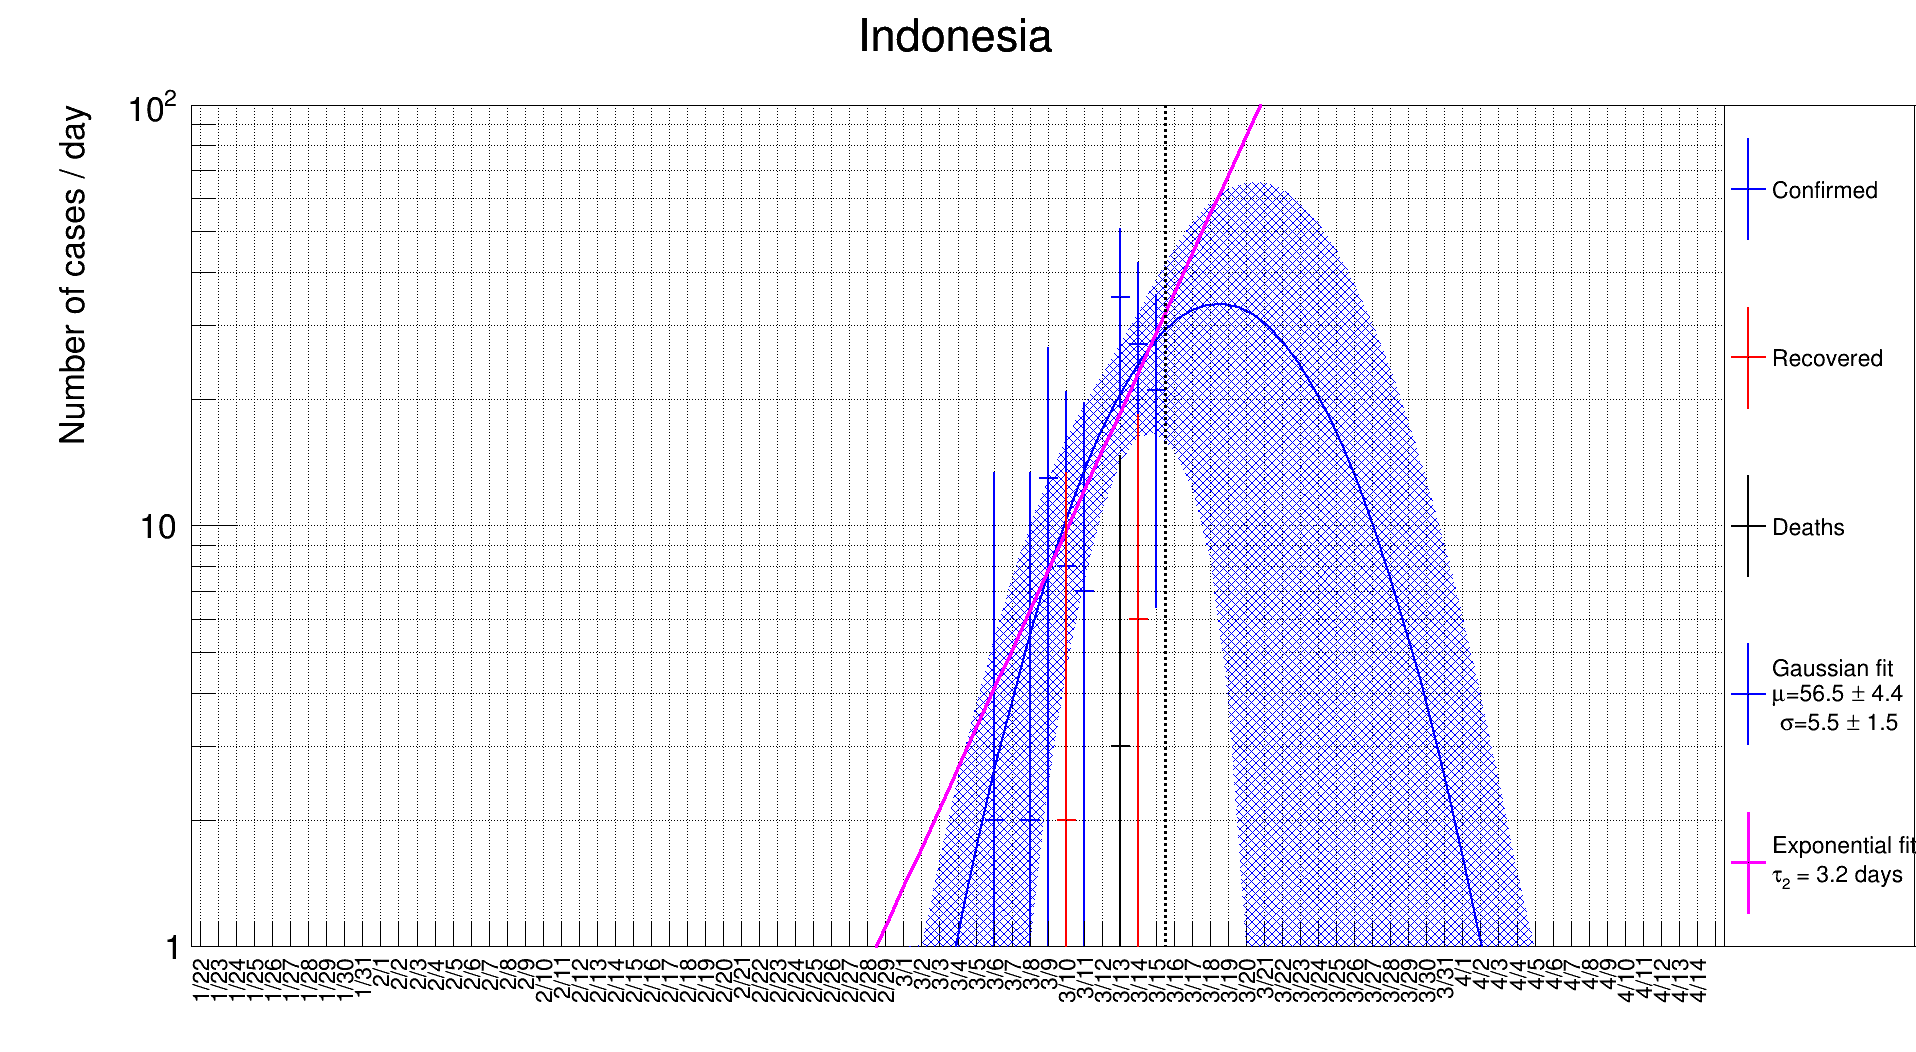 Indonesia
Number of cases / day
10²
10
1
1/22 1/23 1/24 1/25 1/26 1/27 1/28 1/29 1/30 1/31 2/1 2/2 2/3 2/4 2/5 2/6 2/7 2/8 2/9 2/10 2/11 2/12 2/13 2/14 2/15 2/16 2/17 2/18 2/19 2/20 2/21 2/22 2/23 2/24 2/25 2/26 2/27 2/28 2/29 3/1 3/2 3/3 3/4 3/5 3/6 3/7 3/8 3/9 3/10 3/11 3/12 3/13 3/14 3/15 3/16 3/17 3/18 3/19 3/20 3/21 3/22 3/23 3/24 3/25 3/26 3/27 3/28 3/29 3/30 3/31 4/1 4/2 4/3 4/4 4/5 4/6 4/7 4/8 4/9 4/10 4/11 4/12 4/13 4/14
Confirmed
Recovered
Deaths
Gaussian fit
μ=56.5 ± 4.4
σ=5.5 ± 1.5
Exponential fit
τ₂ = 3.2 days